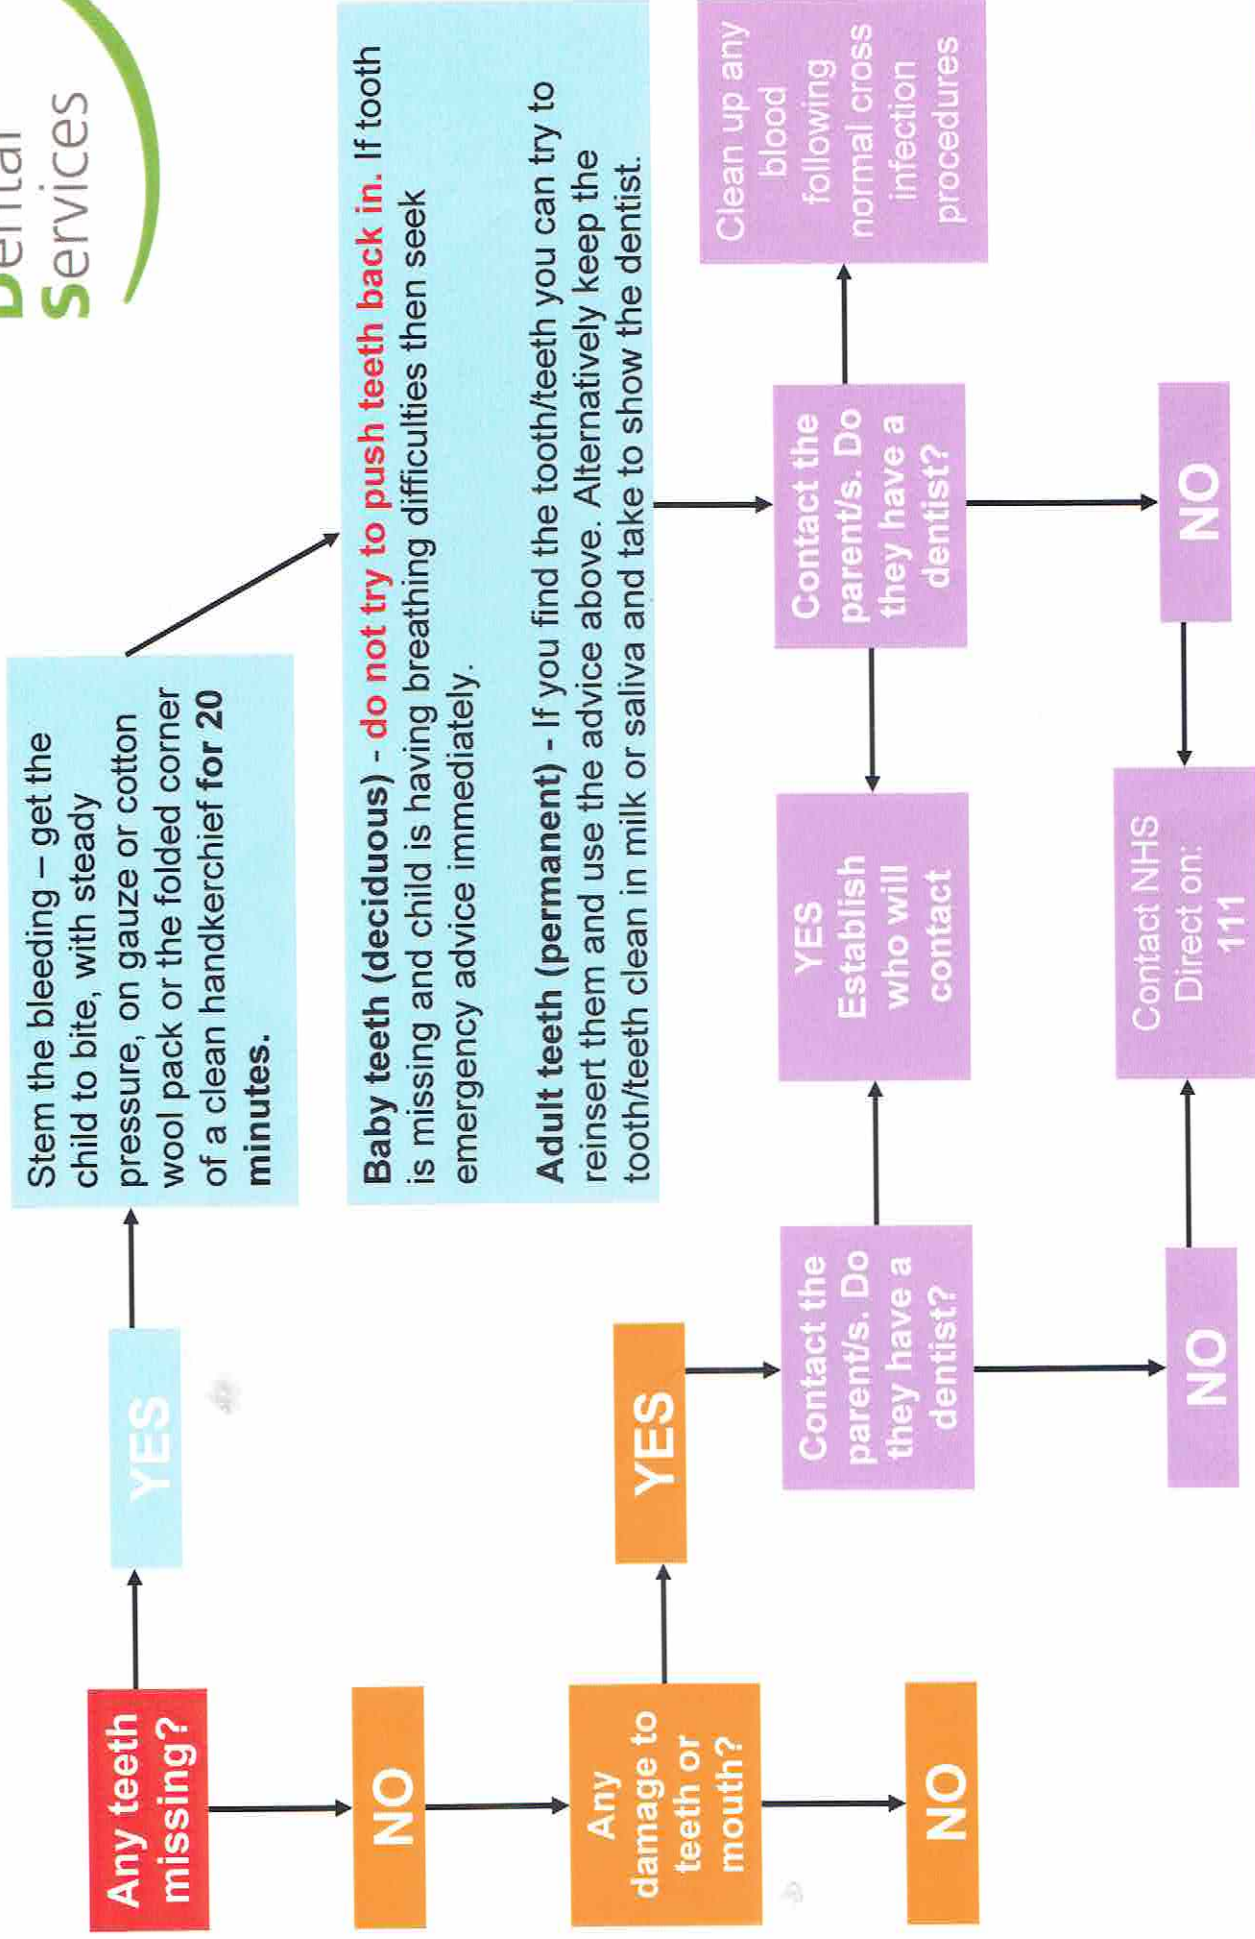 Dental
Services
Any teeth
missing?
YES
Stem the bleeding – get the
child to bite, with steady
pressure, on gauze or cotton
wool pack or the folded corner
of a clean handkerchief for 20
minutes.
NO
Baby teeth (deciduous) - do not try to push teeth back in. If tooth
is missing and child is having breathing difficulties then seek
emergency advice immediately.
Adult teeth (permanent) - If you find the tooth/teeth you can try to
reinsert them and use the advice above. Alternatively keep the
tooth/teeth clean in milk or saliva and take to show the dentist.
Any
damage to
teeth or
mouth?
YES
NO
Contact the
parent/s. Do
they have a
dentist?
YES
Establish
who will
contact
Contact the
parent/s. Do
they have a
dentist?
Clean up any
blood
following
normal cross
infection
procedures
NO
Contact NHS
Direct on:
111
NO